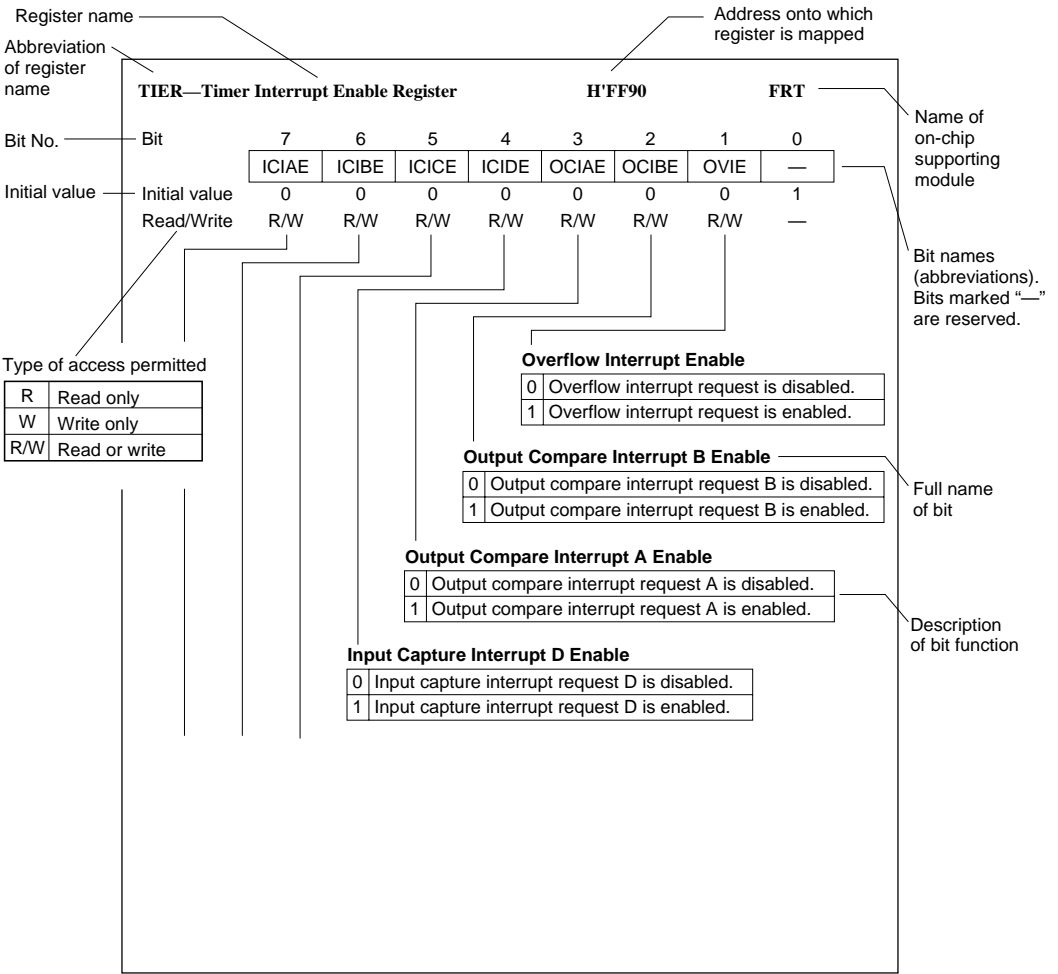 Register name
Address onto which
register is mapped
Abbreviation
of register
name
TIER—Timer Interrupt Enable Register H'FF90 FRT
Name of
on-chip
supporting
module
Bit No.
Bit 7 6 5 4 3 2 1 0
ICIAE ICIBE ICICE ICIDE OCIAE OCIBE OVIE —
Initial value
Initial value 0 0 0 0 0 0 0 1
Read/Write R/W R/W R/W R/W R/W R/W R/W —
Bit names
(abbreviations).
Bits marked “—”
are reserved.
Type of access permitted
R Read only
W Write only
R/W Read or write
Overflow Interrupt Enable
0 Overflow interrupt request is disabled.
1 Overflow interrupt request is enabled.
Output Compare Interrupt B Enable
0 Output compare interrupt request B is disabled.
1 Output compare interrupt request B is enabled.
Full name
of bit
Output Compare Interrupt A Enable
0 Output compare interrupt request A is disabled.
1 Output compare interrupt request A is enabled.
Description
of bit function
Input Capture Interrupt D Enable
0 Input capture interrupt request D is disabled.
1 Input capture interrupt request D is enabled.